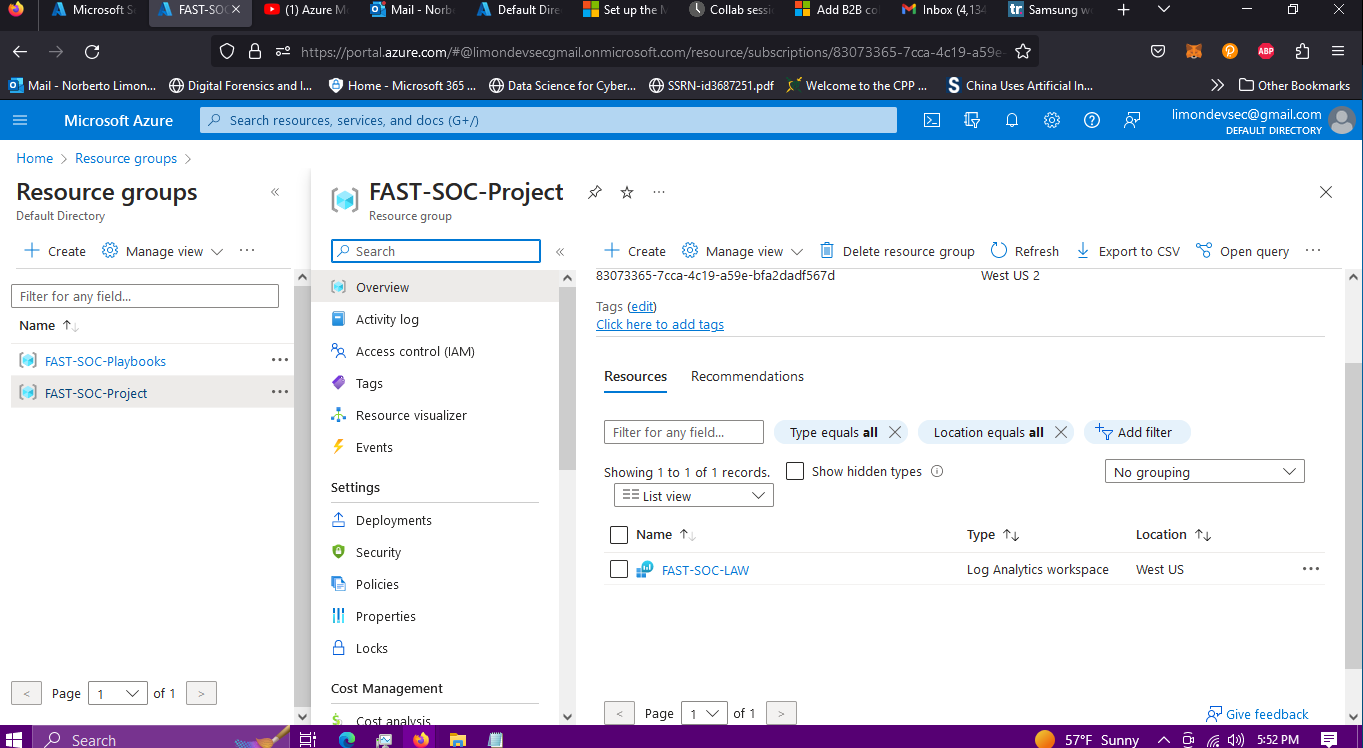 Microsoft Se
FAST-SOC
(1) Azure Mo
Mail - Norbe
Default Dire
Set up the M
Collab sessi
Add B2B co
Inbox (4,134
Samsung w
https://portal.azure.com/#@limondevsecgmail.onmicrosoft.com/resource/subscriptions/83073365-7cca-4c19-a59e-
ABP
Mail - Norberto Limon...
Digital Forensics and I...
Home - Microsoft 365 ...
Data Science for Cyber...
SSRN-id3687251.pdf
Welcome to the CPP ...
China Uses Artificial In...
Other Bookmarks
Microsoft Azure
Search resources, services, and docs (G+/)
limondevsec@gmail.com
DEFAULT DIRECTORY
Home > Resource groups >
Resource groups
Default Directory
Create
Manage view
Filter for any field...
Name
FAST-SOC-Playbooks
FAST-SOC-Project
< Page 1 of 1 >
FAST-SOC-Project
Resource group
Search
Overview
Activity log
Access control (IAM)
Tags
Resource visualizer
Events
Settings
Deployments
Security
Policies
Properties
Locks
Cost Management
Cost analysis
Create
Manage view
Delete resource group
Refresh
Export to CSV
Open query
83073365-7cca-4c19-a59e-bfa2dadf567d
West US 2
Tags (edit)
Click here to add tags
Resources
Recommendations
Filter for any field...
Type equals all
Location equals all
Add filter
Showing 1 to 1 of 1 records.
Show hidden types
No grouping
List view
Name
Type
Location
FAST-SOC-LAW
Log Analytics workspace
West US
< Page 1 of 1 >
Give feedback
Search
57°F Sunny
5:52 PM